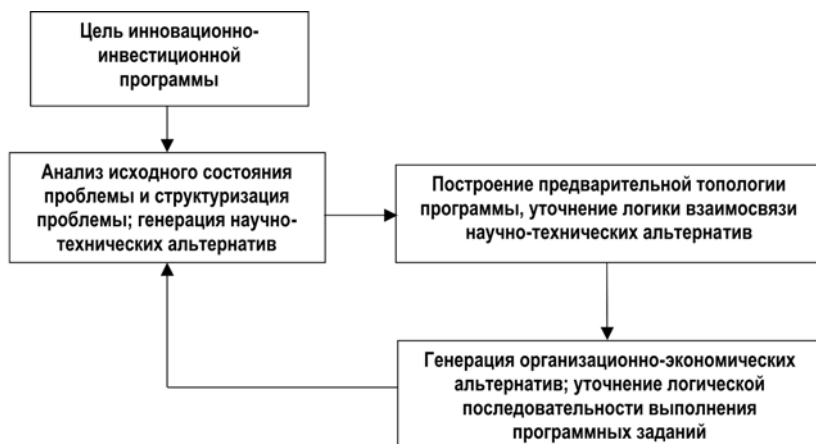 Цель инновационно-
инвестиционной
программы
Анализ исходного состояния
проблемы и структуризация
проблемы; генерация научно-
технических альтернатив
Построение предварительной топологии
программы, уточнение логики взаимосвязи
научно-технических альтернатив
Генерация организационно-экономических
альтернатив; уточнение логической
последовательности выполнения
программных заданий